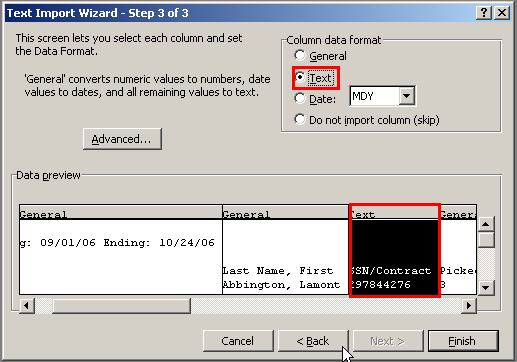 Text Import Wizard - Step 3 of 3
This screen lets you select each column and set
the Data Format.
'General' converts numeric values to numbers, date
values to dates, and all remaining values to text.
Advanced...
Column data format
General
Text
Date: MDY
Do not import column (skip)
Data preview
General General Text Genera
g: 09/01/06 Ending: 10/24/06
Last Name, First SSN/Contract Picke
Abbington, Lamont 297844276 3
Cancel < Back Next > Finish